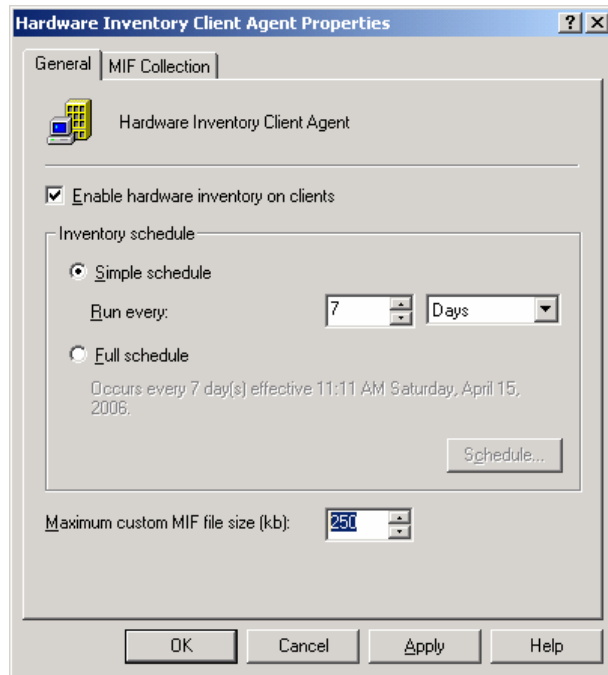 Hardware Inventory Client Agent Properties
General
MIF Collection
Hardware Inventory Client Agent
Enable hardware inventory on clients
Inventory schedule
Simple schedule
Run every:
7
Days
Full schedule
Occurs every 7 day(s) effective 11:11 AM Saturday, April 15,
2006.
Schedule...
Maximum custom MIF file size (kb):
250
OK
Cancel
Apply
Help